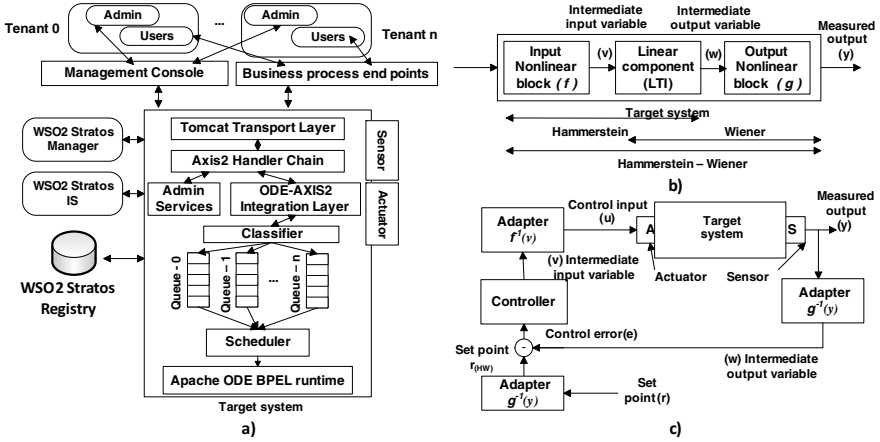 Tenant 0
Admin
Users
...
Admin
Users
Tenant n
Management Console
Business process end points
WSO2 Stratos
Manager
WSO2 Stratos
IS
WSO2 Stratos
Registry
Tomcat Transport Layer
Axis2 Handler Chain
Admin
Services
ODE-AXIS2
Integration Layer
Sensor
Actuator
Classifier
Queue - 0
Queue – 1
...
Queue – n
Scheduler
Apache ODE BPEL runtime
Target system
a)
Intermediate
input variable
Intermediate
output variable
Measured
output
(y)
Input
Nonlinear
block ( f )
(v)
Linear
component
(LTI)
(w)
Output
Nonlinear
block ( g )
Target system
Hammerstein
Wiener
Hammerstein – Wiener
b)
Adapter
f⁻¹(v)
Control input
(u)
A
Target
system
S
Measured
output
(y)
(v) Intermediate
input variable
Actuator
Sensor
Controller
Adapter
g⁻¹(y)
Set point
r(HW)
-
Control error(e)
(w) Intermediate
output variable
Adapter
g⁻¹(y)
Set
point(r)
c)